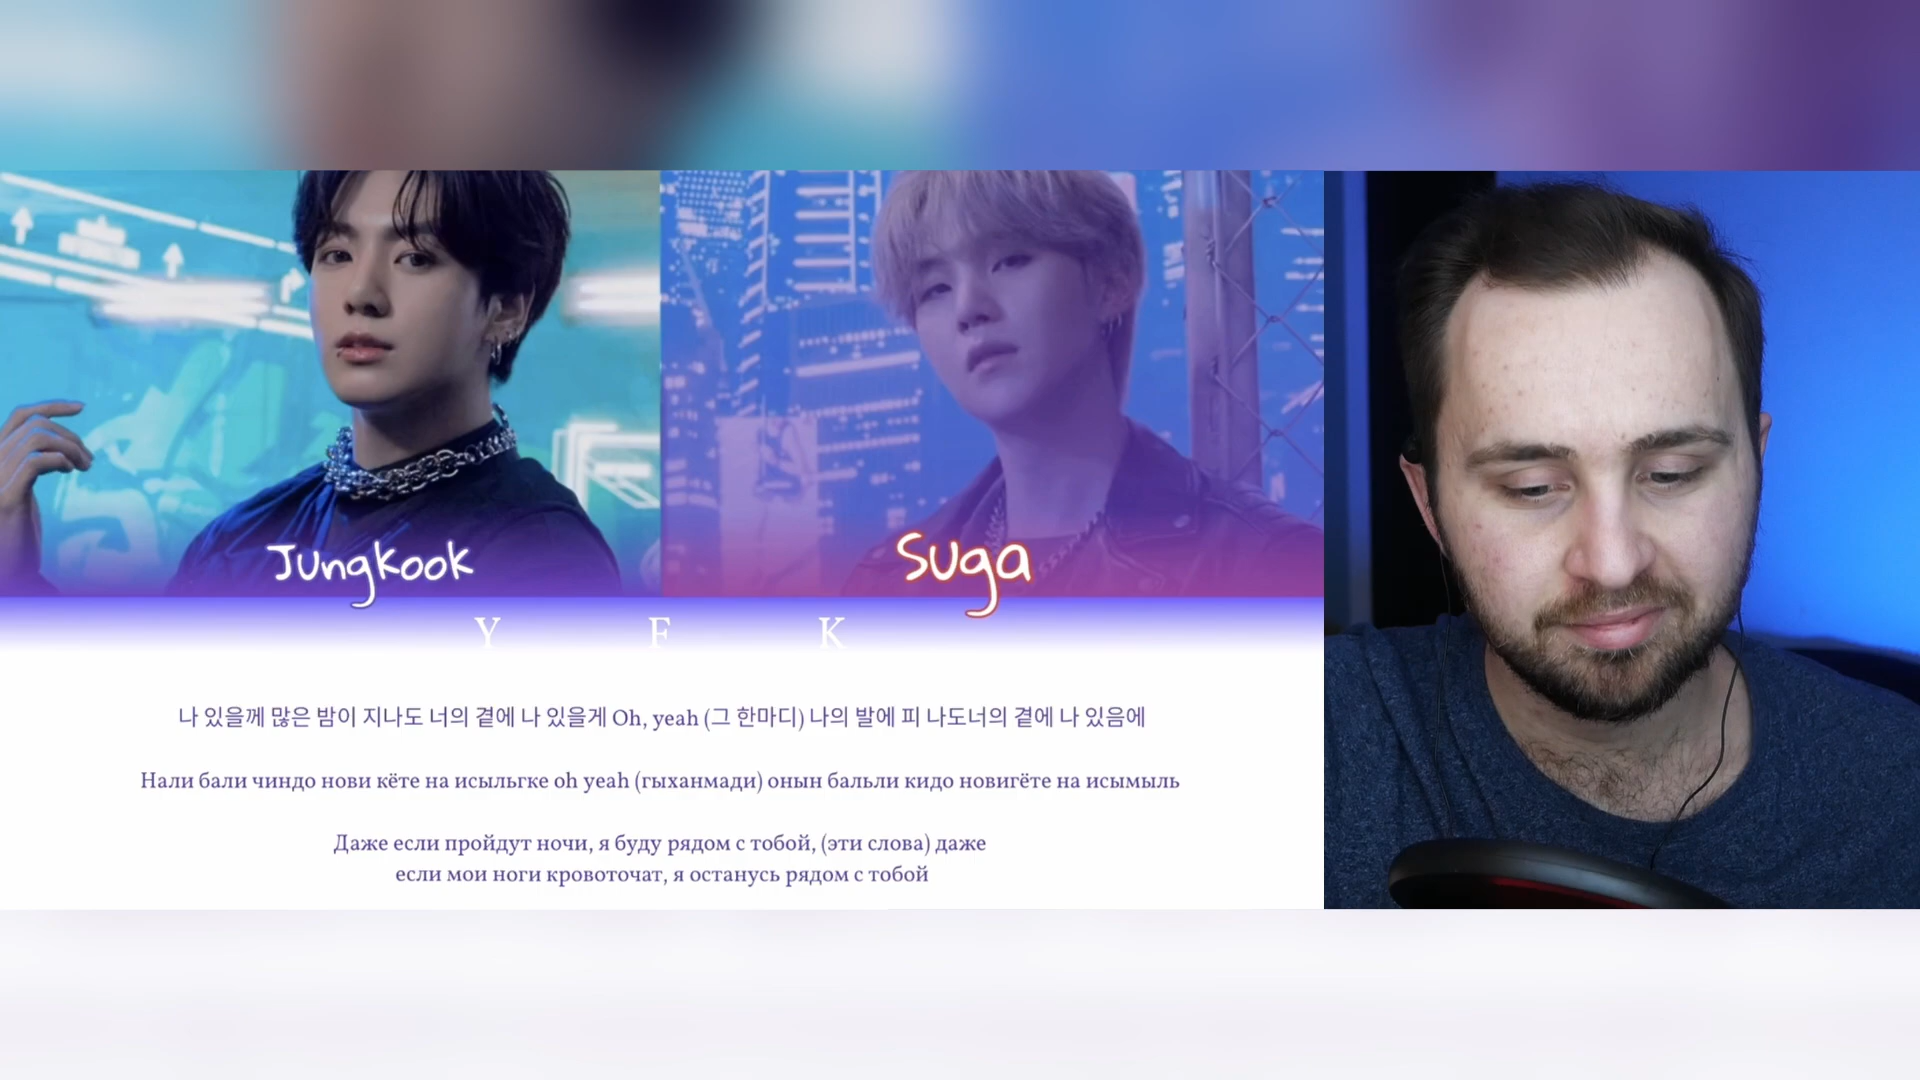 Jungkook
Suga
Y F K
나 있을께 많은 밤이 지나도 너의 곁에 나 있을게 Oh, yeah (그 한마디) 나의 발에 피 나도너의 곁에 나 있음에
Нали бали чиндо нови кёте на исыльгке oh yeah (гыханмади) онын бальли кидо новигёте на исымыль
Даже если пройдут ночи, я буду рядом с тобой, (эти слова) даже
если мои ноги кровоточат, я останусь рядом с тобой